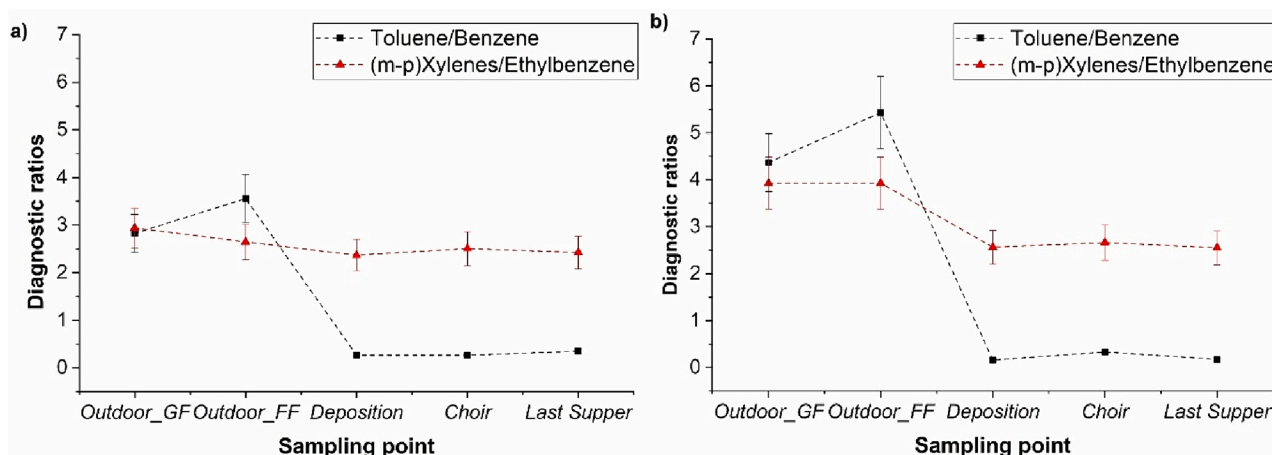 a)
Toluene/Benzene
(m-p)Xylenes/Ethylbenzene
7
6
5
4
3
2
1
0
Diagnostic ratios
Outdoor_GF Outdoor_FF Deposition Choir Last Supper
Sampling point
b)
Toluene/Benzene
(m-p)Xylenes/Ethylbenzene
7
6
5
4
3
2
1
0
Diagnostic ratios
Outdoor_GF Outdoor_FF Deposition Choir Last Supper
Sampling point